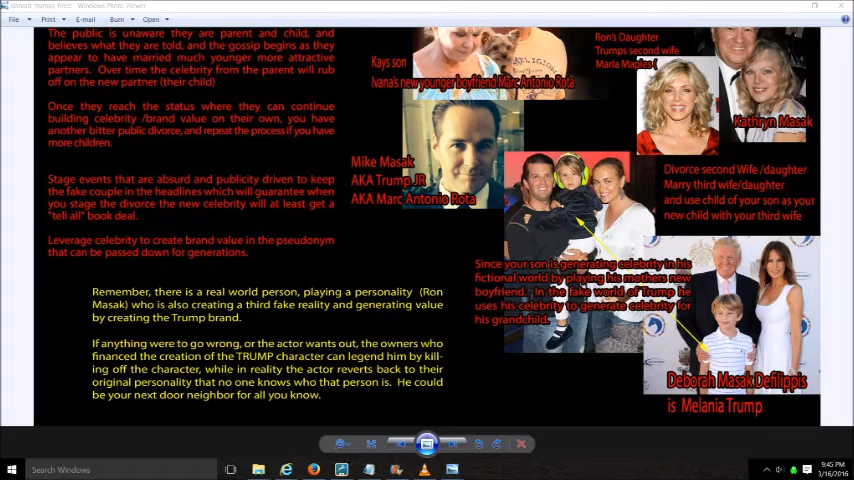 donald_trumps_fired - Windows Photo Viewer
File Print E-mail Burn Open
The public is unaware they are parent and child, and
believes what they are told, and the gossip begins as they
appear to have married much younger more attractive
partners. Over time the celebrity from the parent will rub
off on the new partner (their child)
Once they reach the status where they can continue
building celebrity /brand value on their own, you have
another bitter public divorce, and repeat the process if you have
more children.
Stage events that are absurd and publicity driven to keep
the fake couple in the headlines which will guarantee when
you stage the divorce the new celebrity will at least get a
"tell all" book deal.
Leverage celebrity to create brand value in the pseudonym
that can be passed down for generations.
Remember, there is a real world person, playing a personality (Ron
Masak) who is also creating a third fake reality and generating value
by creating the Trump brand.
If anything were to go wrong, or the actor wants out, the owners who
financed the creation of the TRUMP character can legend him by kill-
ing off the character, while in reality the actor reverts back to their
original personality that no one knows who that person is. He could
be your next door neighbor for all you know.
Kays son
Ivana's new younger boyfriend Marc Antonio Rota
RELIGION
Mike Masak
AKA Trump JR
AKA Marc Antonio Rota
Ron's Daughter
Trumps second wife
Marla Maples (
Kathryn Masak
Divorce second Wife /daughter
Marry third wife/daughter
and use child of your son as your
new child with your third wife
Since your son is generating celebrity in his
fictional world by playing his mothers new
boyfriend. In the fake world of Trump he
uses his celebrity to generate celebrity for
his grandchild.
Deborah Masak Defilippis
is Melania Trump
Search Windows
9:45 PM
3/16/2016